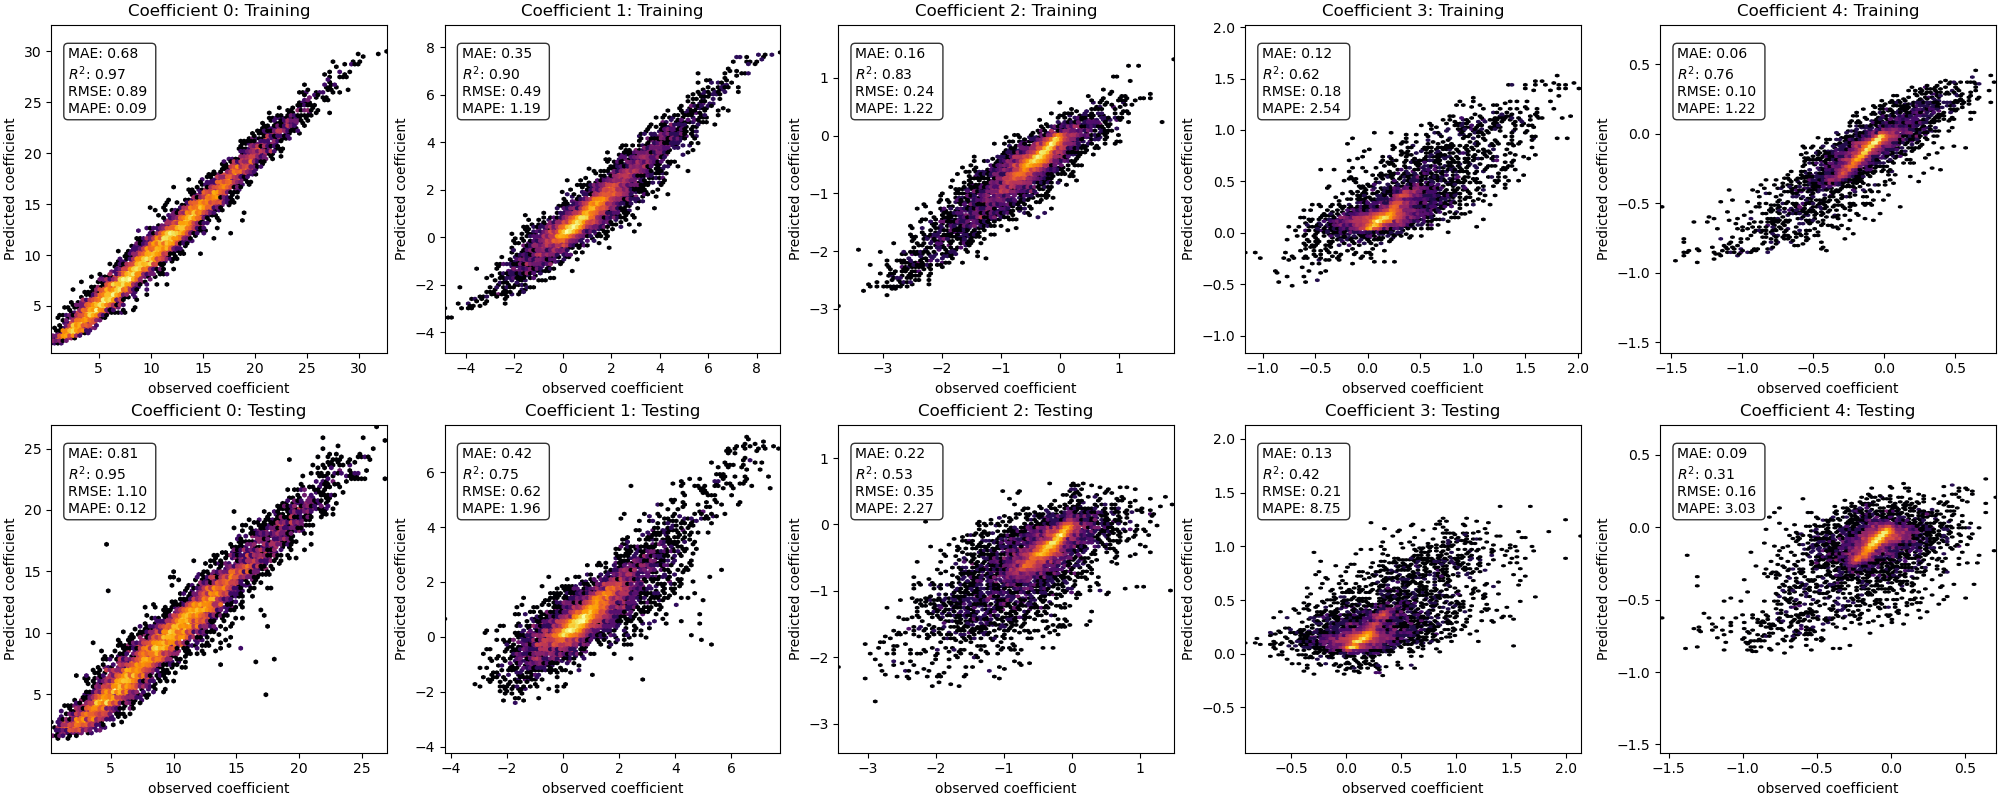 Coefficient 0: Training
MAE: 0.68
R²: 0.97
RMSE: 0.89
MAPE: 0.09
Predicted coefficient
30
25
20
15
10
5
5 10 15 20 25 30
observed coefficient
Coefficient 1: Training
MAE: 0.35
R²: 0.90
RMSE: 0.49
MAPE: 1.19
Predicted coefficient
8
6
4
2
0
−2
−4
−4 −2 0 2 4 6 8
observed coefficient
Coefficient 2: Training
MAE: 0.16
R²: 0.83
RMSE: 0.24
MAPE: 1.22
Predicted coefficient
1
0
−1
−2
−3
−3 −2 −1 0 1
observed coefficient
Coefficient 3: Training
MAE: 0.12
R²: 0.62
RMSE: 0.18
MAPE: 2.54
Predicted coefficient
2.0
1.5
1.0
0.5
0.0
−0.5
−1.0
−1.0 −0.5 0.0 0.5 1.0 1.5 2.0
observed coefficient
Coefficient 4: Training
MAE: 0.06
R²: 0.76
RMSE: 0.10
MAPE: 1.22
Predicted coefficient
0.5
0.0
−0.5
−1.0
−1.5
−1.5 −1.0 −0.5 0.0 0.5
observed coefficient
Coefficient 0: Testing
MAE: 0.81
R²: 0.95
RMSE: 1.10
MAPE: 0.12
Predicted coefficient
25
20
15
10
5
5 10 15 20 25
observed coefficient
Coefficient 1: Testing
MAE: 0.42
R²: 0.75
RMSE: 0.62
MAPE: 1.96
Predicted coefficient
6
4
2
0
−2
−4
−4 −2 0 2 4 6
observed coefficient
Coefficient 2: Testing
MAE: 0.22
R²: 0.53
RMSE: 0.35
MAPE: 2.27
Predicted coefficient
1
0
−1
−2
−3
−3 −2 −1 0 1
observed coefficient
Coefficient 3: Testing
MAE: 0.13
R²: 0.42
RMSE: 0.21
MAPE: 8.75
Predicted coefficient
2.0
1.5
1.0
0.5
0.0
−0.5
−0.5 0.0 0.5 1.0 1.5 2.0
observed coefficient
Coefficient 4: Testing
MAE: 0.09
R²: 0.31
RMSE: 0.16
MAPE: 3.03
Predicted coefficient
0.5
0.0
−0.5
−1.0
−1.5
−1.5 −1.0 −0.5 0.0 0.5
observed coefficient